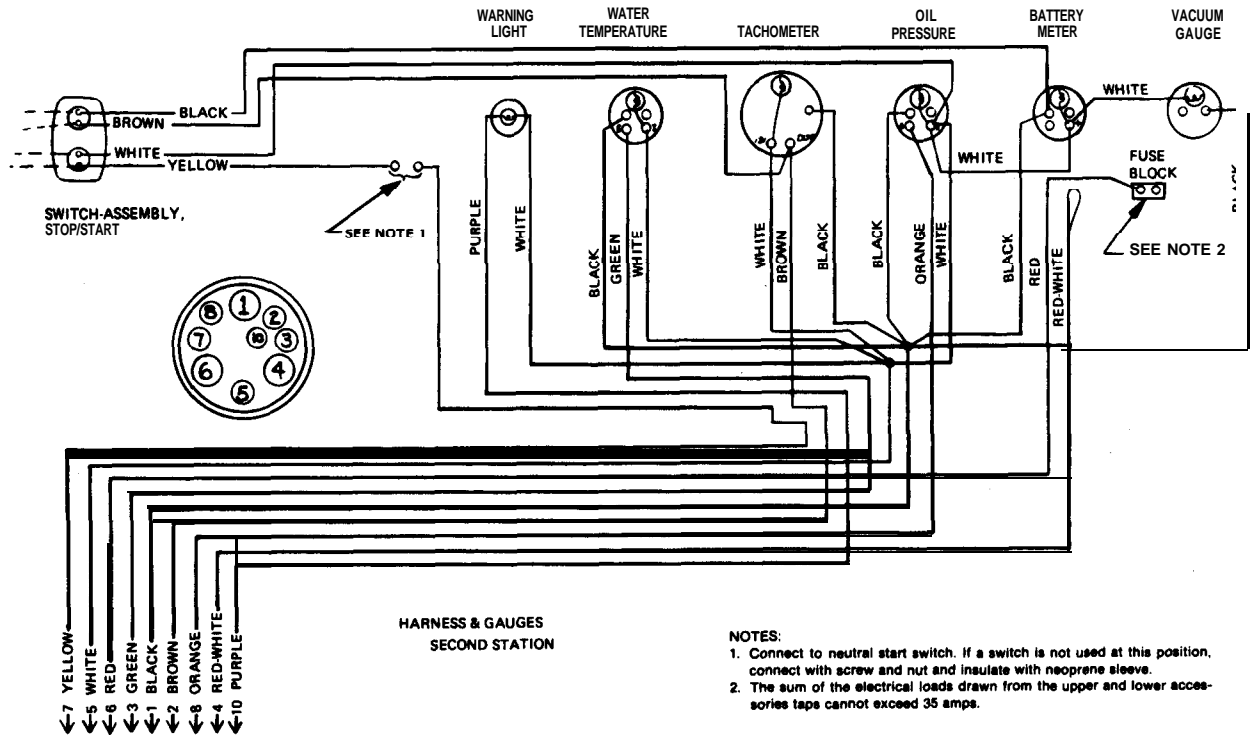 WARNING
LIGHT
WATER
TEMPERATURE
TACHOMETER
OIL
PRESSURE
BATTERY
METER
VACUUM
GAUGE
BLACK
BROWN
WHITE
YELLOW
WHITE
WHITE
FUSE
BLOCK
BLACK
SWITCH-ASSEMBLY,
STOP/START
SEE NOTE 1
SEE NOTE 2
PURPLE
WHITE
BLACK
GREEN
WHITE
WHITE
BROWN
BLACK
BLACK
ORANGE
WHITE
BLACK
RED
RED-WHITE
1
2
3
4
5
6
7
8
10
HARNESS & GAUGES
SECOND STATION
7 YELLOW
5 WHITE
6 RED
3 GREEN
1 BLACK
2 BROWN
8 ORANGE
4 RED-WHITE
10 PURPLE
NOTES:
1. Connect to neutral start switch. If a switch is not used at this position,
connect with screw and nut and insulate with neoprene sleeve.
2. The sum of the electrical loads drawn from the upper and lower acces-
sories taps cannot exceed 35 amps.